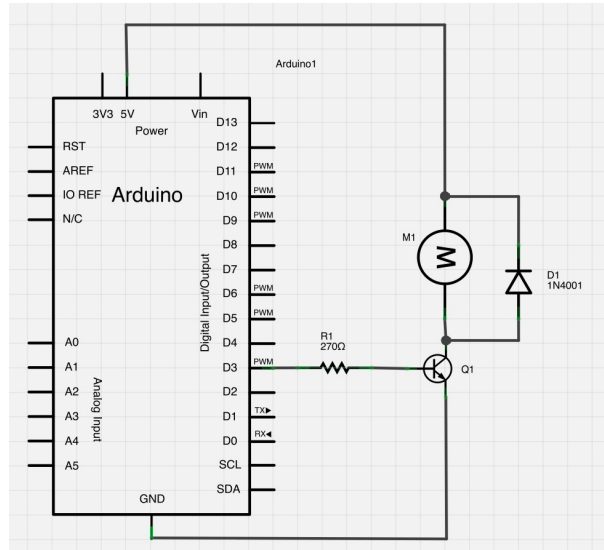 Arduino1
3V3 5V Vin
Power
D13
RST
D12
AREF
D11 PWM
IO REF
Arduino
D10 PWM
N/C
D9 PWM
D8
M1
M
D7
D1
1N4001
D6 PWM
Digital Input/Output
D5 PWM
A0
D4
R1
270Ω
A1
D3 PWM
Q1
A2
D2
Analog Input
A3
D1 TX▶
A4
D0 RX◀
A5
SCL
SDA
GND